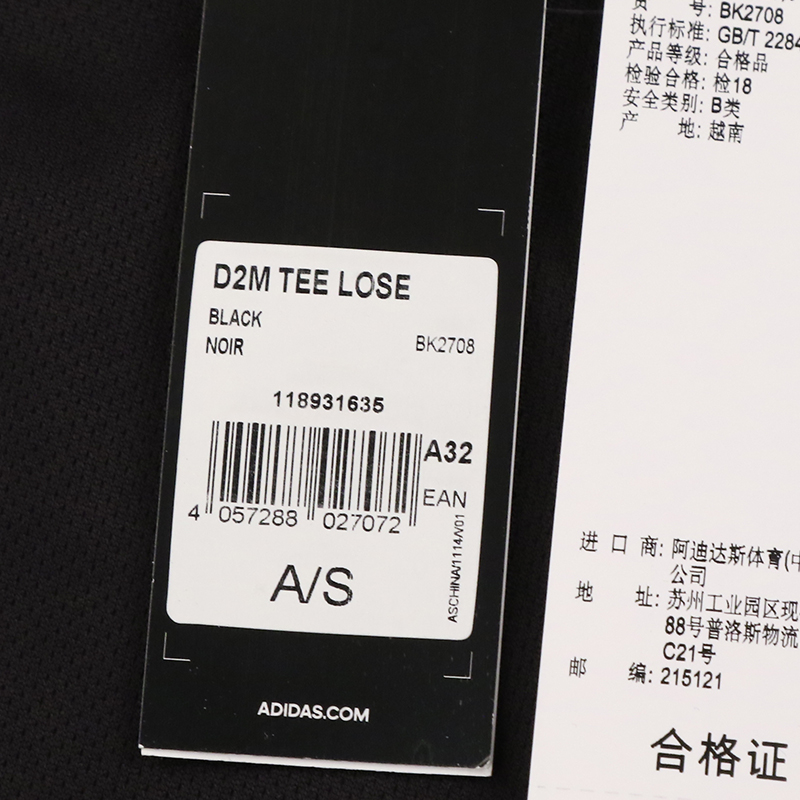 D2M TEE LOSE
BLACK
NOIR
BK2708
118931635
A32
EAN
4 057288 027072
A/S
ASCHINA/1114/V01
ADIDAS.COM
货 号: BK2708
执行标准: GB/T 2284
产品等级: 合格品
检验合格: 检18
安全类别: B类
产 地: 越南
进 口 商: 阿迪达斯体育(中
公司
地 址: 苏州工业园区现
88号普洛斯物流
C21号
邮 编: 215121
合格证